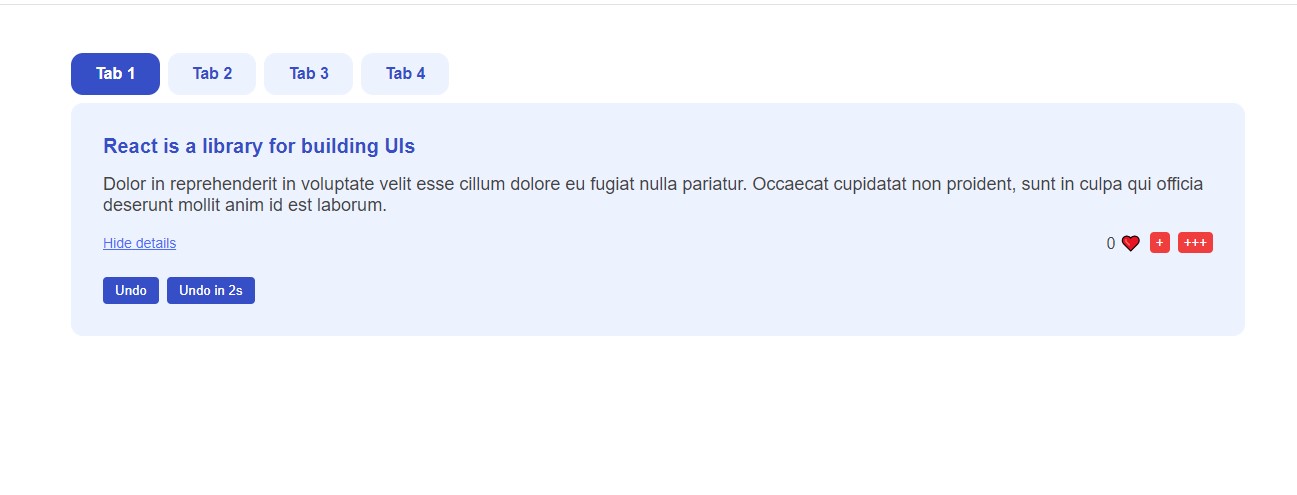 Tab 1 Tab 2 Tab 3 Tab 4
React is a library for building UIs
Dolor in reprehenderit in voluptate velit esse cillum dolore eu fugiat nulla pariatur. Occaecat cupidatat non proident, sunt in culpa qui officia
deserunt mollit anim id est laborum.
Hide details 0 ❤️ + +++
Undo Undo in 2s